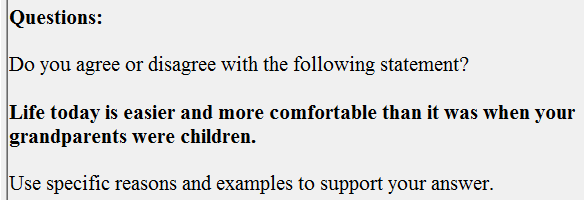 Questions:
Do you agree or disagree with the following statement?
Life today is easier and more comfortable than it was when your
grandparents were children.
Use specific reasons and examples to support your answer.